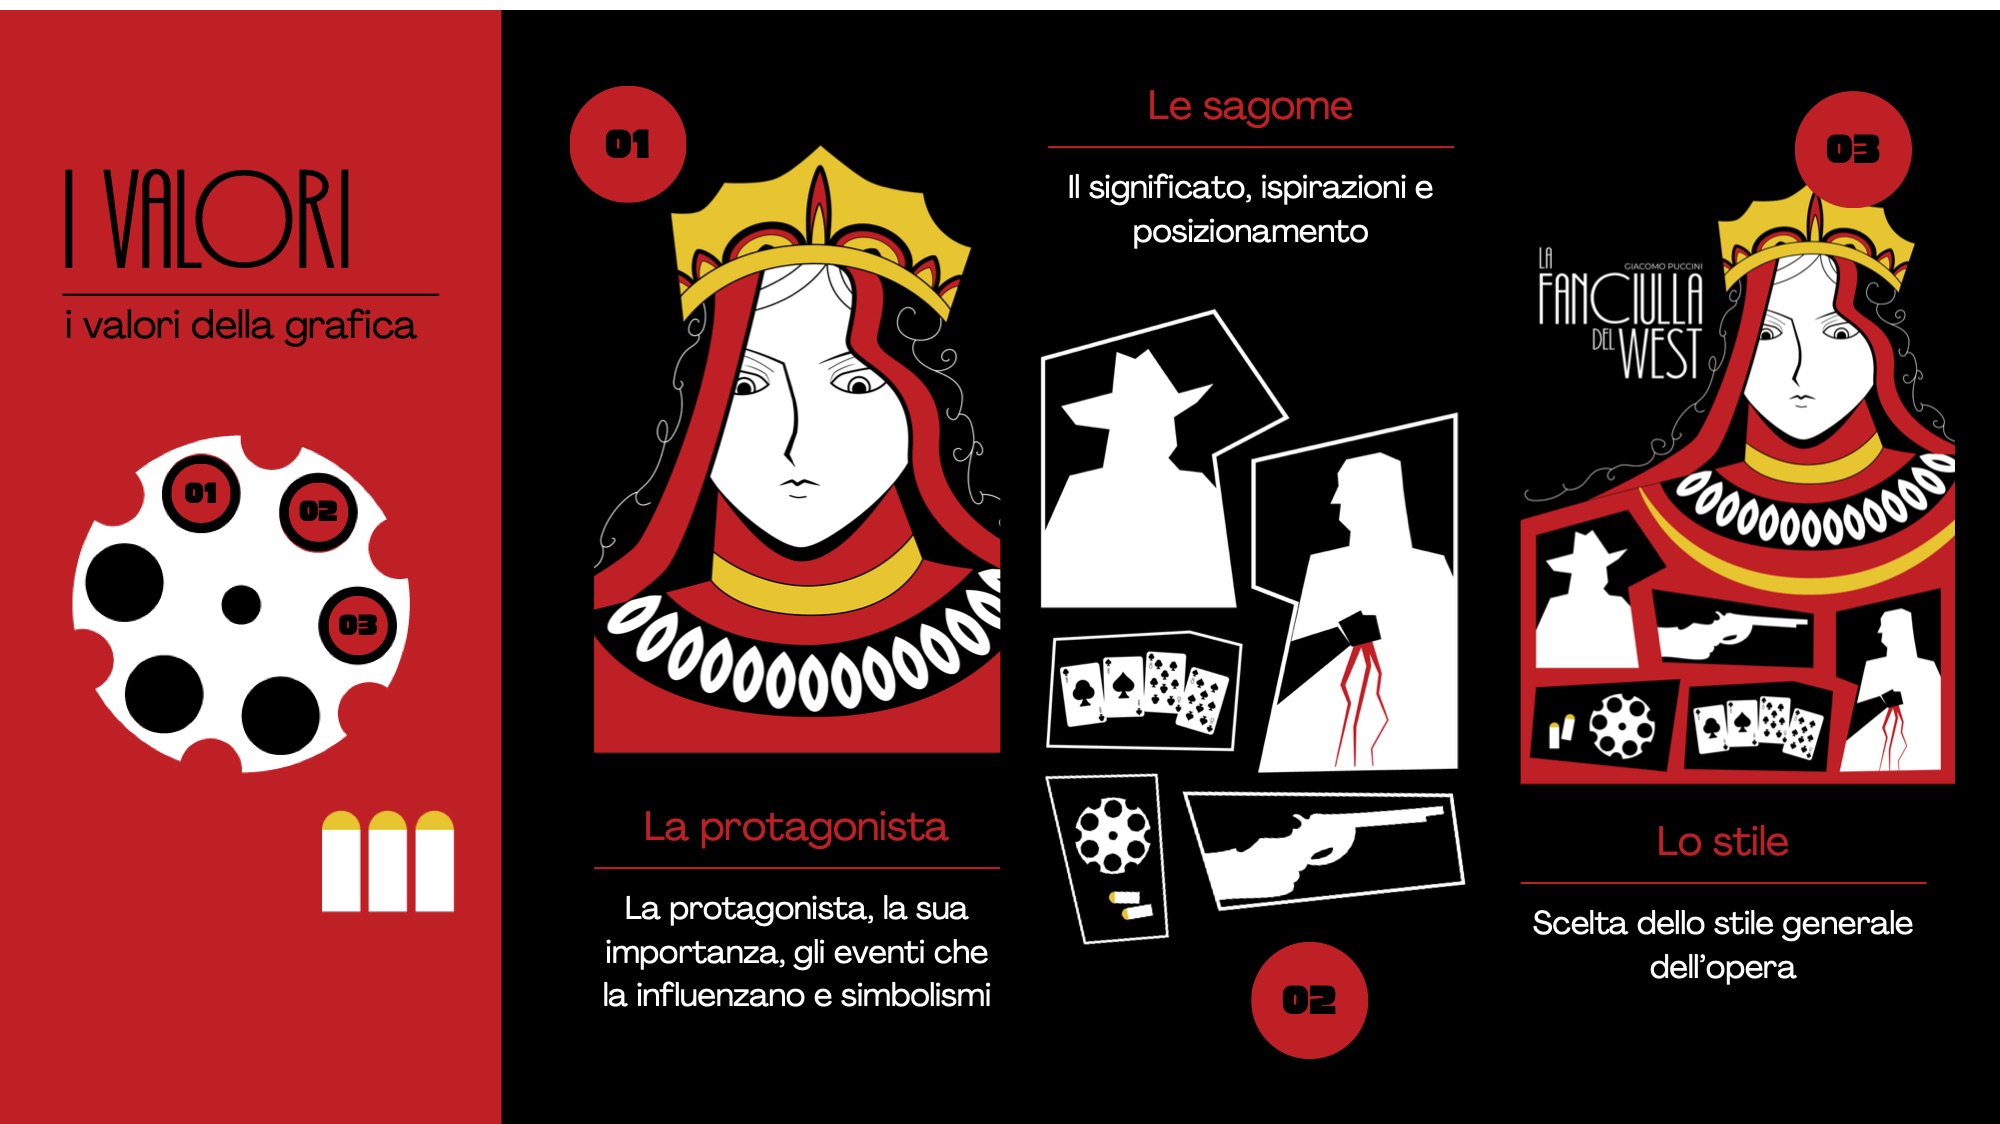 I VALORI
i valori della grafica
01
02
03
01
La protagonista
La protagonista, la sua
importanza, gli eventi che
la influenzano e simbolismi
Le sagome
Il significato, ispirazioni e
posizionamento
02
03
LA
GIACOMO PUCCINI
FANCIULLA
DEL WEST
Lo stile
Scelta dello stile generale
dell'opera